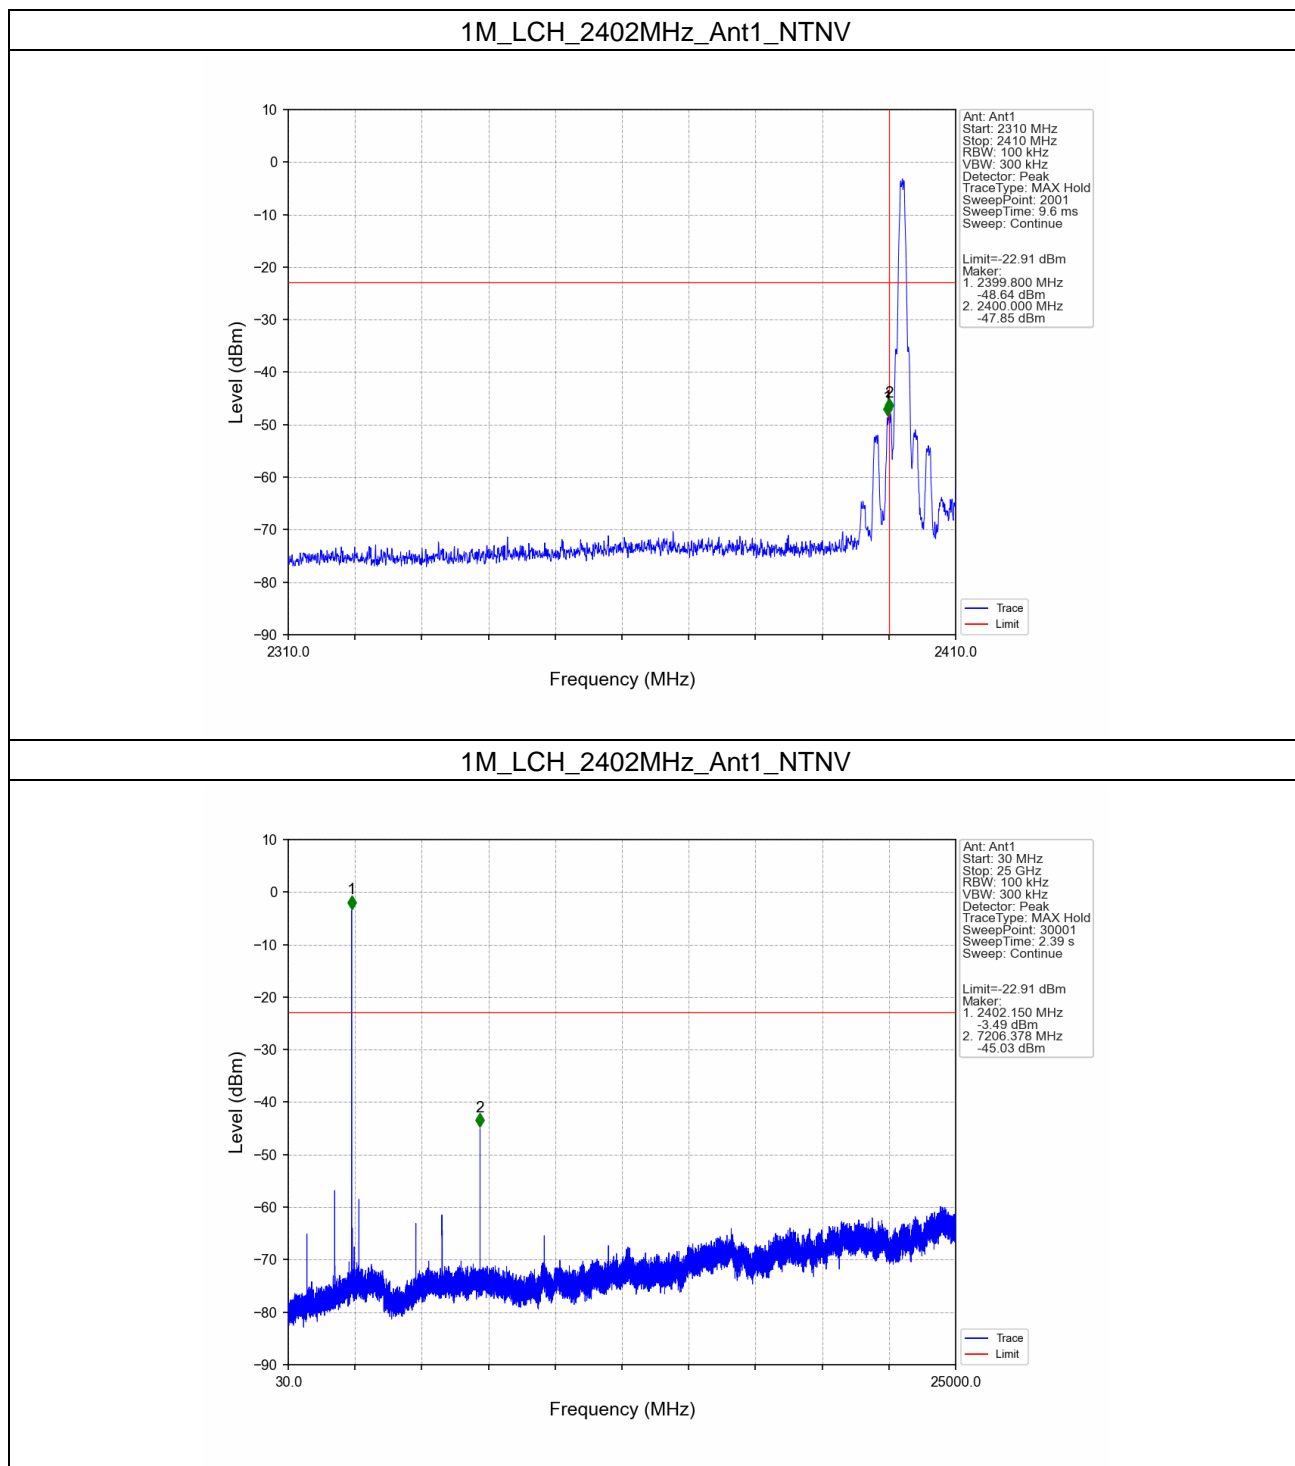 1M_LCH_2402MHz_Ant1_NTNV
10
0
−10
−20
−30
−40
−50
−60
−70
−80
−90
Level (dBm)
2
2310.0
2410.0
Frequency (MHz)
Ant: Ant1
Start: 2310 MHz
Stop: 2410 MHz
RBW: 100 kHz
VBW: 300 kHz
Detector: Peak
TraceType: MAX Hold
SweepPoint: 2001
SweepTime: 9.6 ms
Sweep: Continue
Limit=-22.91 dBm
Maker:
1. 2399.800 MHz
-48.64 dBm
2. 2400.000 MHz
-47.85 dBm
Trace
Limit
1M_LCH_2402MHz_Ant1_NTNV
10
0
−10
−20
−30
−40
−50
−60
−70
−80
−90
Level (dBm)
1
2
30.0
25000.0
Frequency (MHz)
Ant: Ant1
Start: 30 MHz
Stop: 25 GHz
RBW: 100 kHz
VBW: 300 kHz
Detector: Peak
TraceType: MAX Hold
SweepPoint: 30001
SweepTime: 2.39 s
Sweep: Continue
Limit=-22.91 dBm
Maker:
1. 2402.150 MHz
-3.49 dBm
2. 7206.378 MHz
-45.03 dBm
Trace
Limit